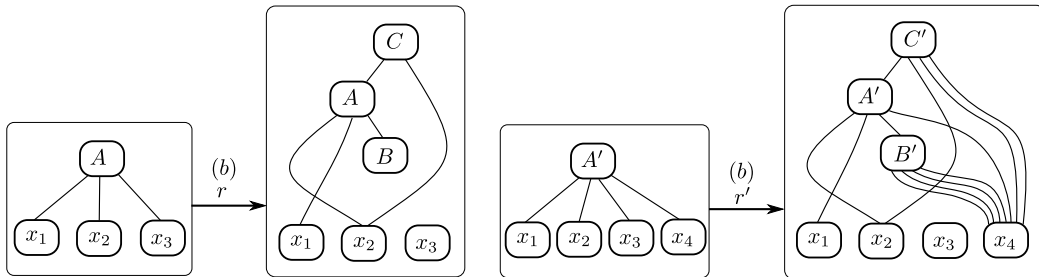 A
x₁ x₂ x₃
(b)
r
C
A
B
x₁ x₂ x₃
A′
x₁ x₂ x₃ x₄
(b)
r′
C′
A′
B′
x₁ x₂ x₃ x₄